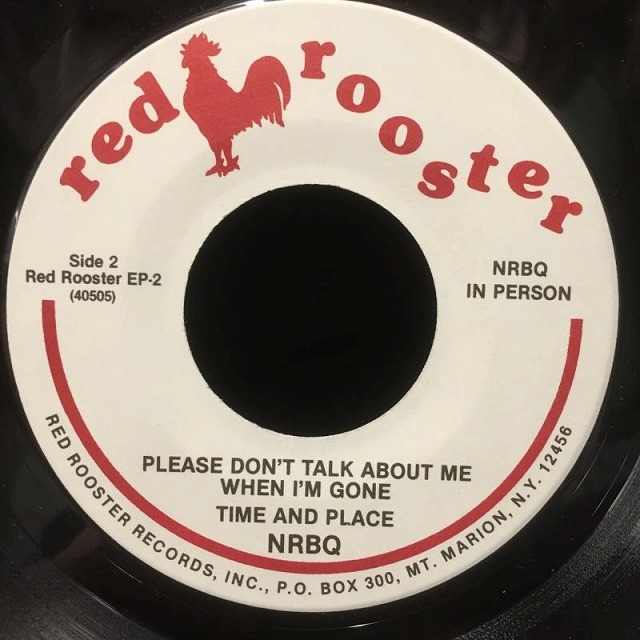 red rooster
Side 2
Red Rooster EP-2
(40505)
NRBQ
IN PERSON
PLEASE DON'T TALK ABOUT ME
WHEN I'M GONE
TIME AND PLACE
NRBQ
RED ROOSTER RECORDS, INC., P.O. BOX 300, MT. MARION, N.Y. 12456